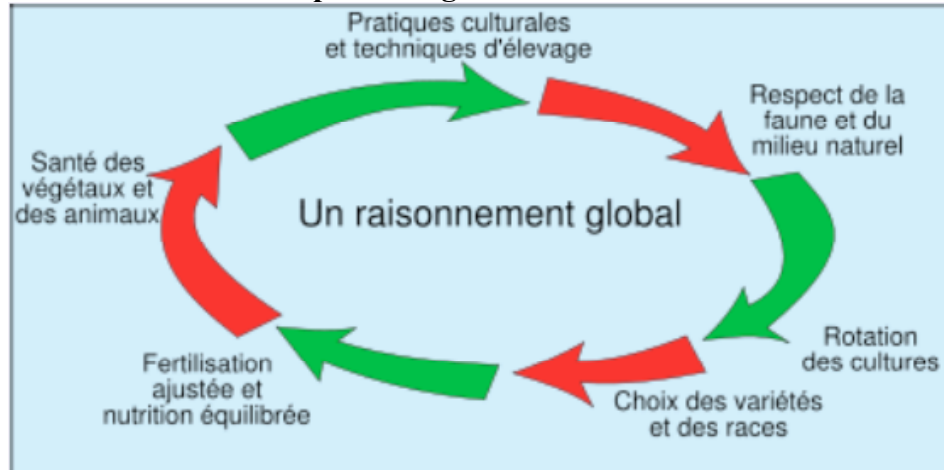 Pratiques culturales
et techniques d'élevage
Respect de la
faune et du
milieu naturel
Santé des
végétaux et
des animaux
Un raisonnement global
Rotation
des cultures
Fertilisation
ajustée et
nutrition équilibrée
Choix des variétés
et des races